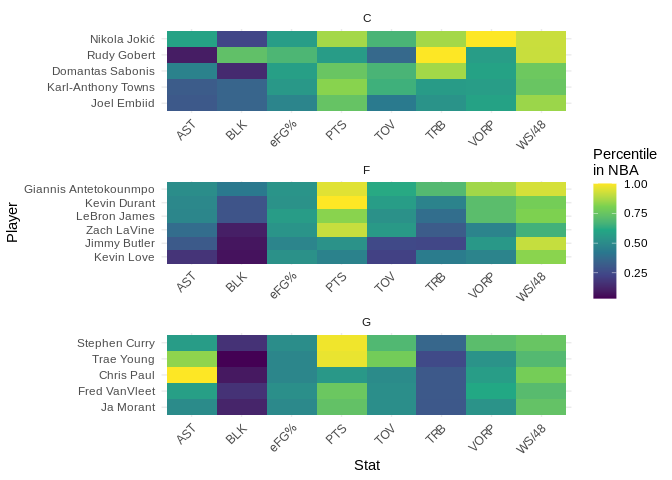 C
Nikola Jokić
Rudy Gobert
Domantas Sabonis
Karl-Anthony Towns
Joel Embiid
AST BLK eFG% PTS TOV TRB VORP WS/48
F
Giannis Antetokounmpo
Kevin Durant
LeBron James
Zach LaVine
Jimmy Butler
Kevin Love
AST BLK eFG% PTS TOV TRB VORP WS/48
G
Stephen Curry
Trae Young
Chris Paul
Fred VanVleet
Ja Morant
AST BLK eFG% PTS TOV TRB VORP WS/48
Stat
Player
Percentile
in NBA
1.00
0.75
0.50
0.25